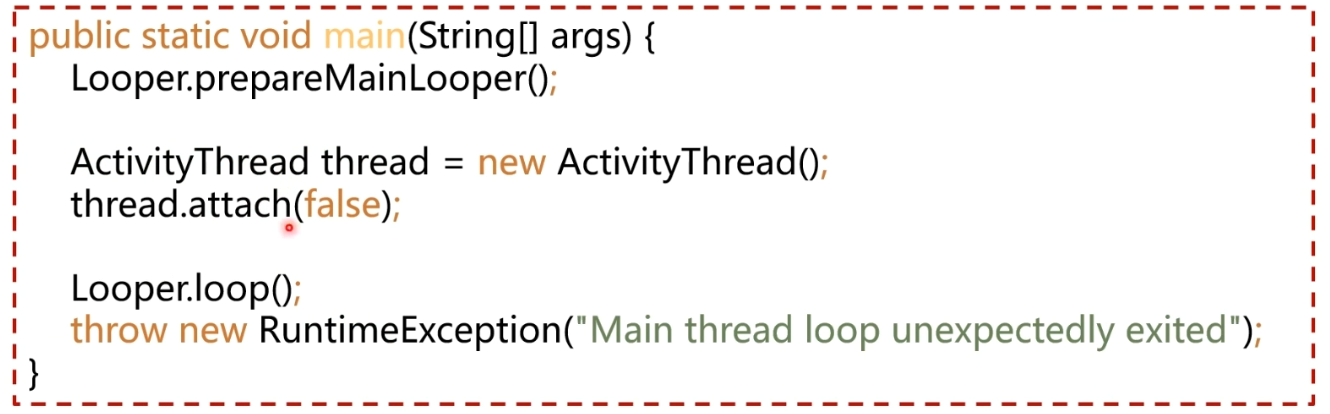 public static void main(String[] args) {
Looper.prepareMainLooper();
ActivityThread thread = new ActivityThread();
thread.attach(false);
Looper.loop();
throw new RuntimeException("Main thread loop unexpectedly exited");
}